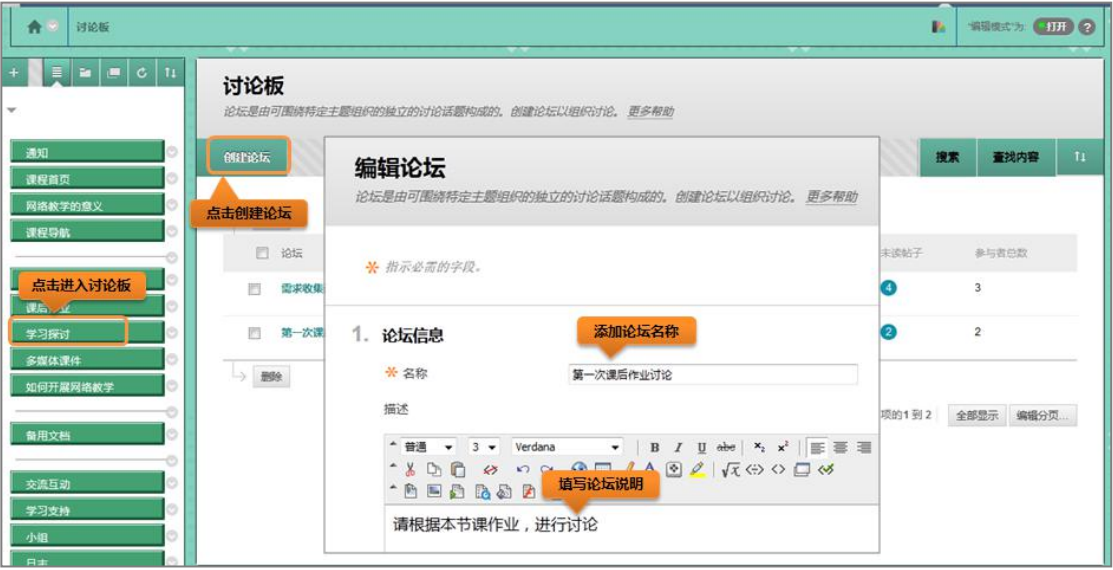 讨论板
"编辑模式"为:
打开
?
讨论板
论坛是由可围绕特定主题组织的独立的讨论话题构成的。创建论坛以组织讨论。 更多帮助
创建论坛
搜索
查找内容
点击创建论坛
通知
课程首页
网络教学的意义
课程导航
点击进入讨论板
学习探讨
多媒体课件
如何开展网络教学
备用文档
交流互动
学习支持
小组
日志
论坛
未读帖子
参与者总数
需求收集
4
3
第一次课
2
2
删除
项的1 到 2
全部显示
编辑分页...
编辑论坛
论坛是由可围绕特定主题组织的独立的讨论话题构成的。创建论坛以组织讨论。 更多帮助
指示必需的字段。
1. 论坛信息
添加论坛名称
名称
第一次课后作业讨论
描述
普通
3
Verdana
B I U abc x₂ x²
填写论坛说明
请根据本节课作业，进行讨论